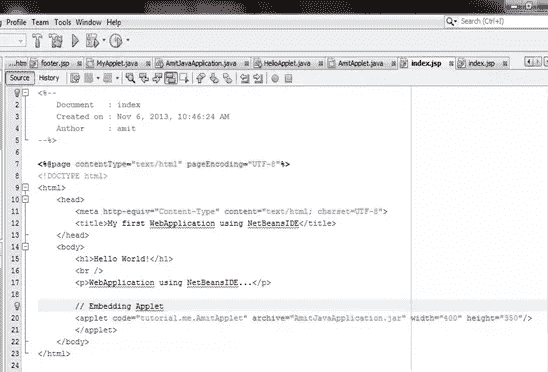 g Profile Team Tools Window Help
Search (Ctrl+I)
...htm footer.jsp MyApplet.java AmitJavaApplication.java HelloApplet.java AmitApplet.java index.jsp index.jsp
Source History
<%--
2 Document : index
3 Created on : Nov 6, 2013, 10:46:24 AM
4 Author : amit
5 --%>
6
7 <%@page contentType="text/html" pageEncoding="UTF-8"%>
8 <!DOCTYPE html>
9 <html>
10 <head>
11 <meta http-equiv="Content-Type" content="text/html; charset=UTF-8">
12 <title>My first WebApplication using NetBeansIDE</title>
13 </head>
14 <body>
15 <h1>Hello World!</h1>
16 <br />
17 <p>WebApplication using NetBeansIDE...</p>
18
// Embedding Applet
20 <applet code="tutorial.me.AmitApplet" archive="AmitJavaApplication.jar" width="400" height="350"/>
21 </applet>
22 </body>
23 </html>
24